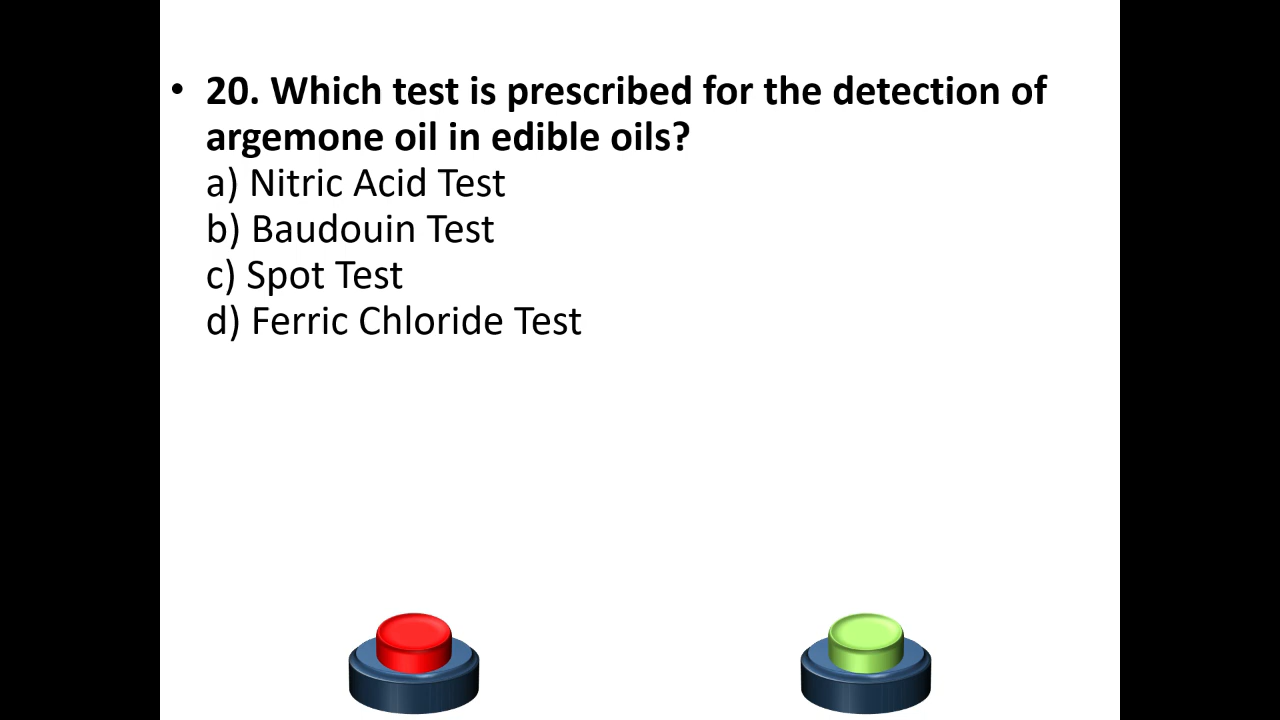 • 20. Which test is prescribed for the detection of
argemone oil in edible oils?
a) Nitric Acid Test
b) Baudouin Test
c) Spot Test
d) Ferric Chloride Test